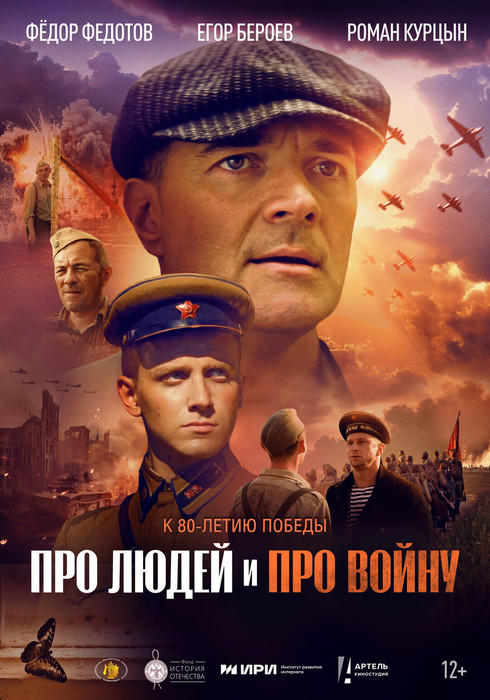 ФЁДОР ФЕДОТОВ
ЕГОР БЕРОЕВ
РОМАН КУРЦЫН
К 80-ЛЕТИЮ ПОБЕДЫ
ПРО ЛЮДЕЙ И ПРО ВОЙНУ
Фонд
ИСТОРИЯ
ОТЕЧЕСТВА
ИРИ
Институт развития
интернета
АРТЕЛЬ
КИНОСТУДИЯ
12+